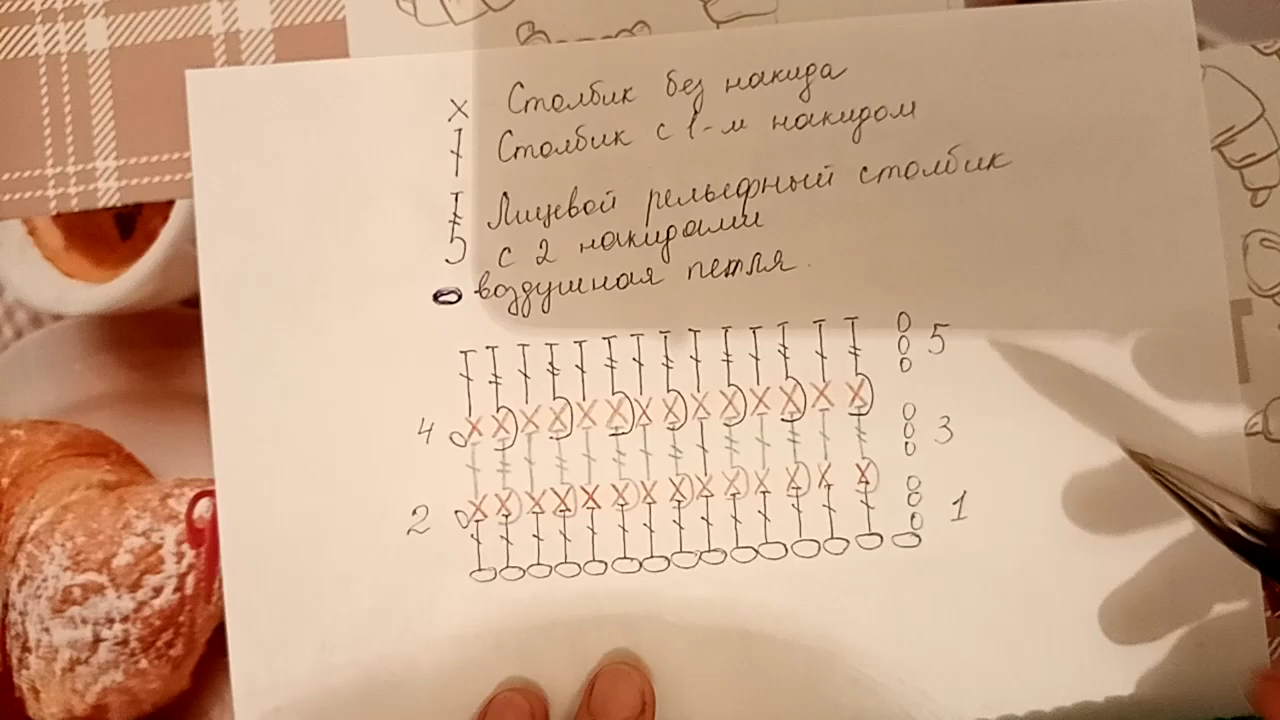 x Столбик без накида
Столбик с 1-м накидом
Лицевой рельефный столбик
с 2 накидами
воздушная петля.
5
4
3
2
1